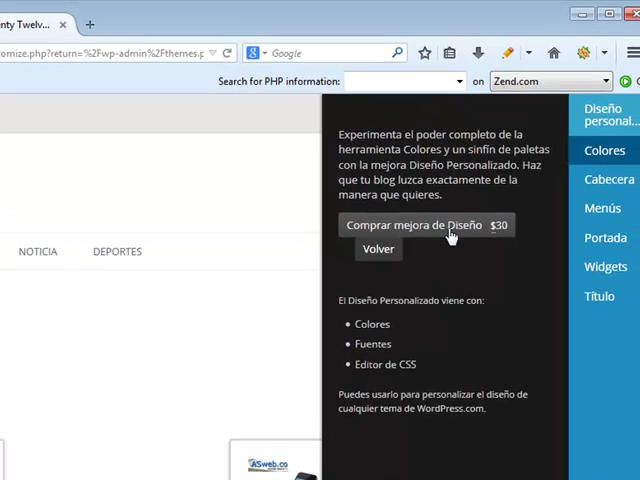 nty Twelv...
tomize.php?return=%2Fwp-admin%2Fthemes.p
Google
Search for PHP information:
on
Zend.com
Experimenta el poder completo de la
herramienta Colores y un sinfín de paletas
con la mejora Diseño Personalizado. Haz
que tu blog luzca exactamente de la
manera que quieres.
Comprar mejora de Diseño $30
Volver
El Diseño Personalizado viene con:
Colores
Fuentes
Editor de CSS
Puedes usarlo para personalizar el diseño de
cualquier tema de WordPress.com.
Diseño
personal...
Colores
Cabecera
Menús
Portada
Widgets
Título
NOTICIA
DEPORTES
ASweb.co